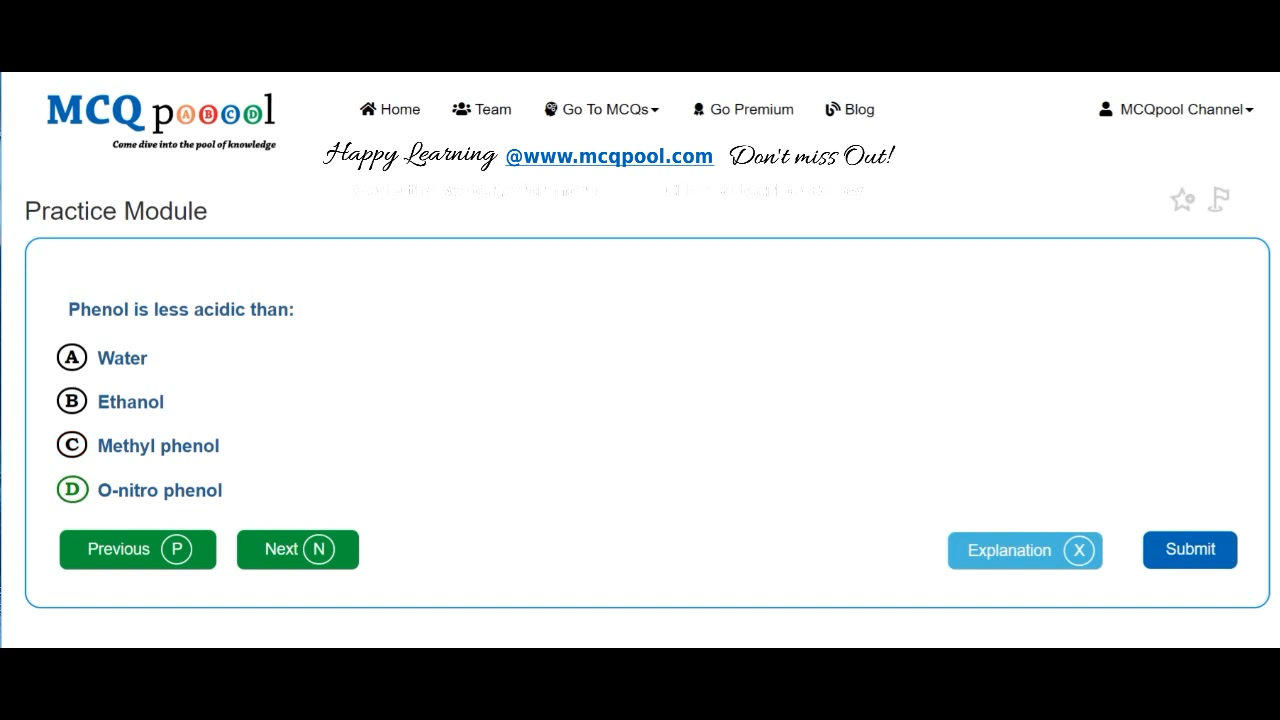 MCQ pooool
A B C D
Come dive into the pool of knowledge
Home Team Go To MCQs Go Premium Blog MCQpool Channel
Happy Learning @www.mcqpool.com Don't miss Out!
Practice Module
Phenol is less acidic than:
A Water
B Ethanol
C Methyl phenol
D O-nitro phenol
Previous P Next N Explanation X Submit